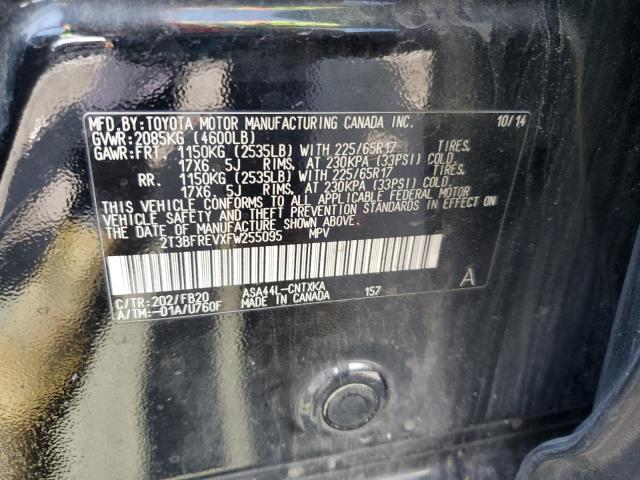 MFD.BY:TOYOTA MOTOR MANUFACTURING CANADA INC. 10/14
GVWR:2085KG (4600LB)
GAWR:FRT. 1150KG (2535LB) WITH 225/65R17 TIRES,
17X6. 5J RIMS, AT 230KPA (33PSI) COLD.
RR. 1150KG (2535LB) WITH 225/65R17 TIRES,
17X6. 5J RIMS, AT 230KPA (33PSI) COLD.
THIS VEHICLE CONFORMS TO ALL APPLICABLE FEDERAL MOTOR
VEHICLE SAFETY AND THEFT PREVENTION STANDARDS IN EFFECT ON
THE DATE OF MANUFACTURE SHOWN ABOVE.
2T3BFREVXFW255095 MPV
C/TR:202/FB20 ASA44L-CNTXKA 157 A
A/TM:-01A/U760F MADE IN CANADA